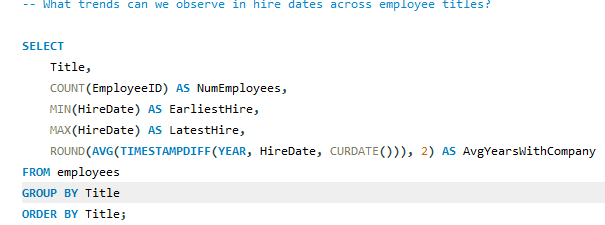 -- What trends can we observe in hire dates across employee titles?
SELECT
Title,
COUNT(EmployeeID) AS NumEmployees,
MIN(HireDate) AS EarliestHire,
MAX(HireDate) AS LatestHire,
ROUND(AVG(TIMESTAMPDIFF(YEAR, HireDate, CURDATE())), 2) AS AvgYearsWithCompany
FROM employees
GROUP BY Title
ORDER BY Title;